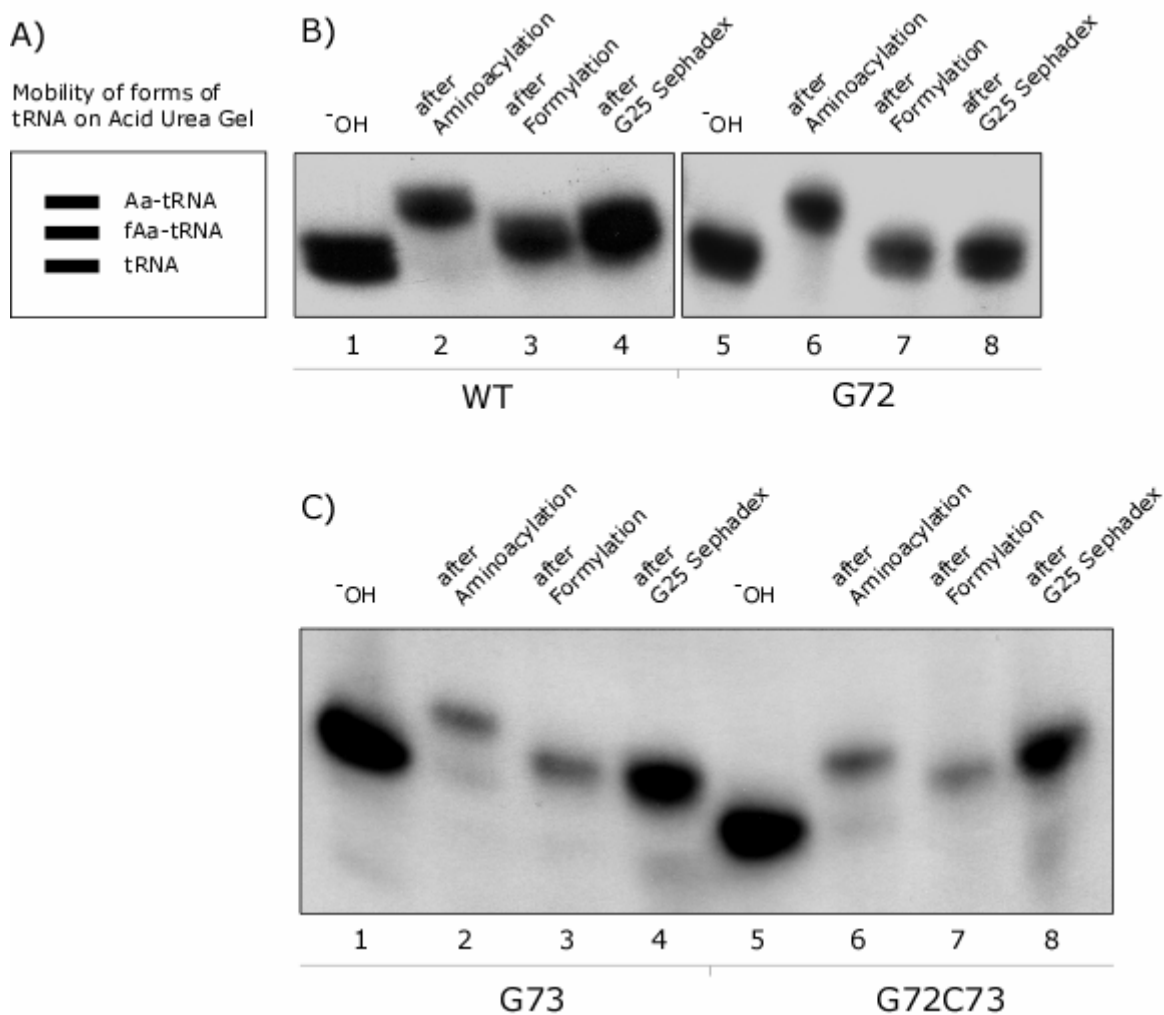 A)
Mobility of forms of
tRNA on Acid Urea Gel
Aa-tRNA
fAa-tRNA
tRNA
B)
-OH
after
Aminoacylation
after
Formylation
after
G25 Sephadex
-OH
after
Aminoacylation
after
Formylation
after
G25 Sephadex
1 2 3 4 5 6 7 8
WT G72
C)
-OH
after
Aminoacylation
after
Formylation
after
G25 Sephadex
-OH
after
Aminoacylation
after
Formylation
after
G25 Sephadex
1 2 3 4 5 6 7 8
G73 G72C73